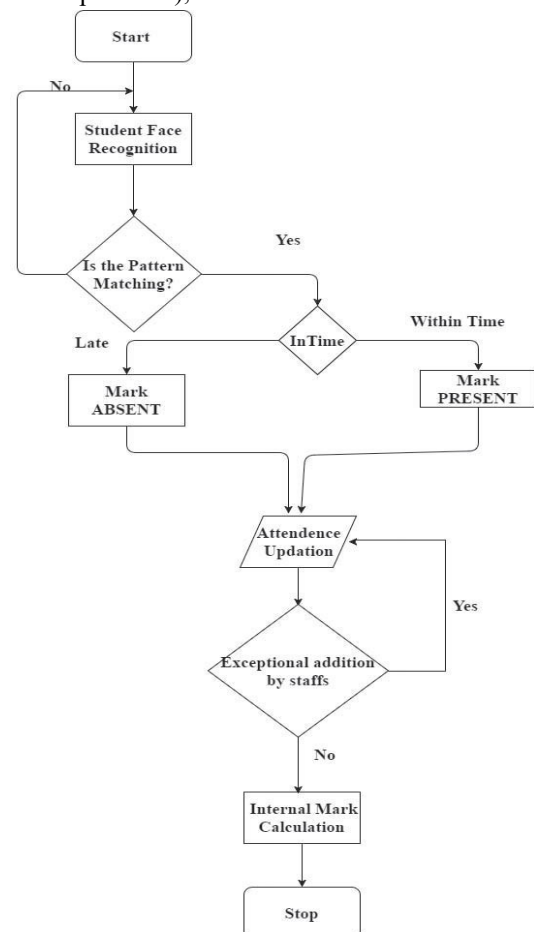 Start
No
Student Face
Recognition
Yes
Is the Pattern
Matching?
Within Time
InTime
Late
Mark
ABSENT
Mark
PRESENT
Attendence
Updation
Yes
Exceptional addition
by staffs
No
Internal Mark
Calculation
Stop